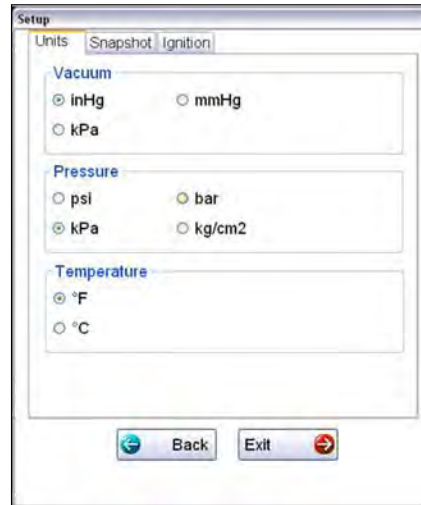 Setup
Units Snapshot Ignition
Vacuum
inHg mmHg
kPa
Pressure
psi bar
kPa kg/cm2
Temperature
°F
°C
Back Exit